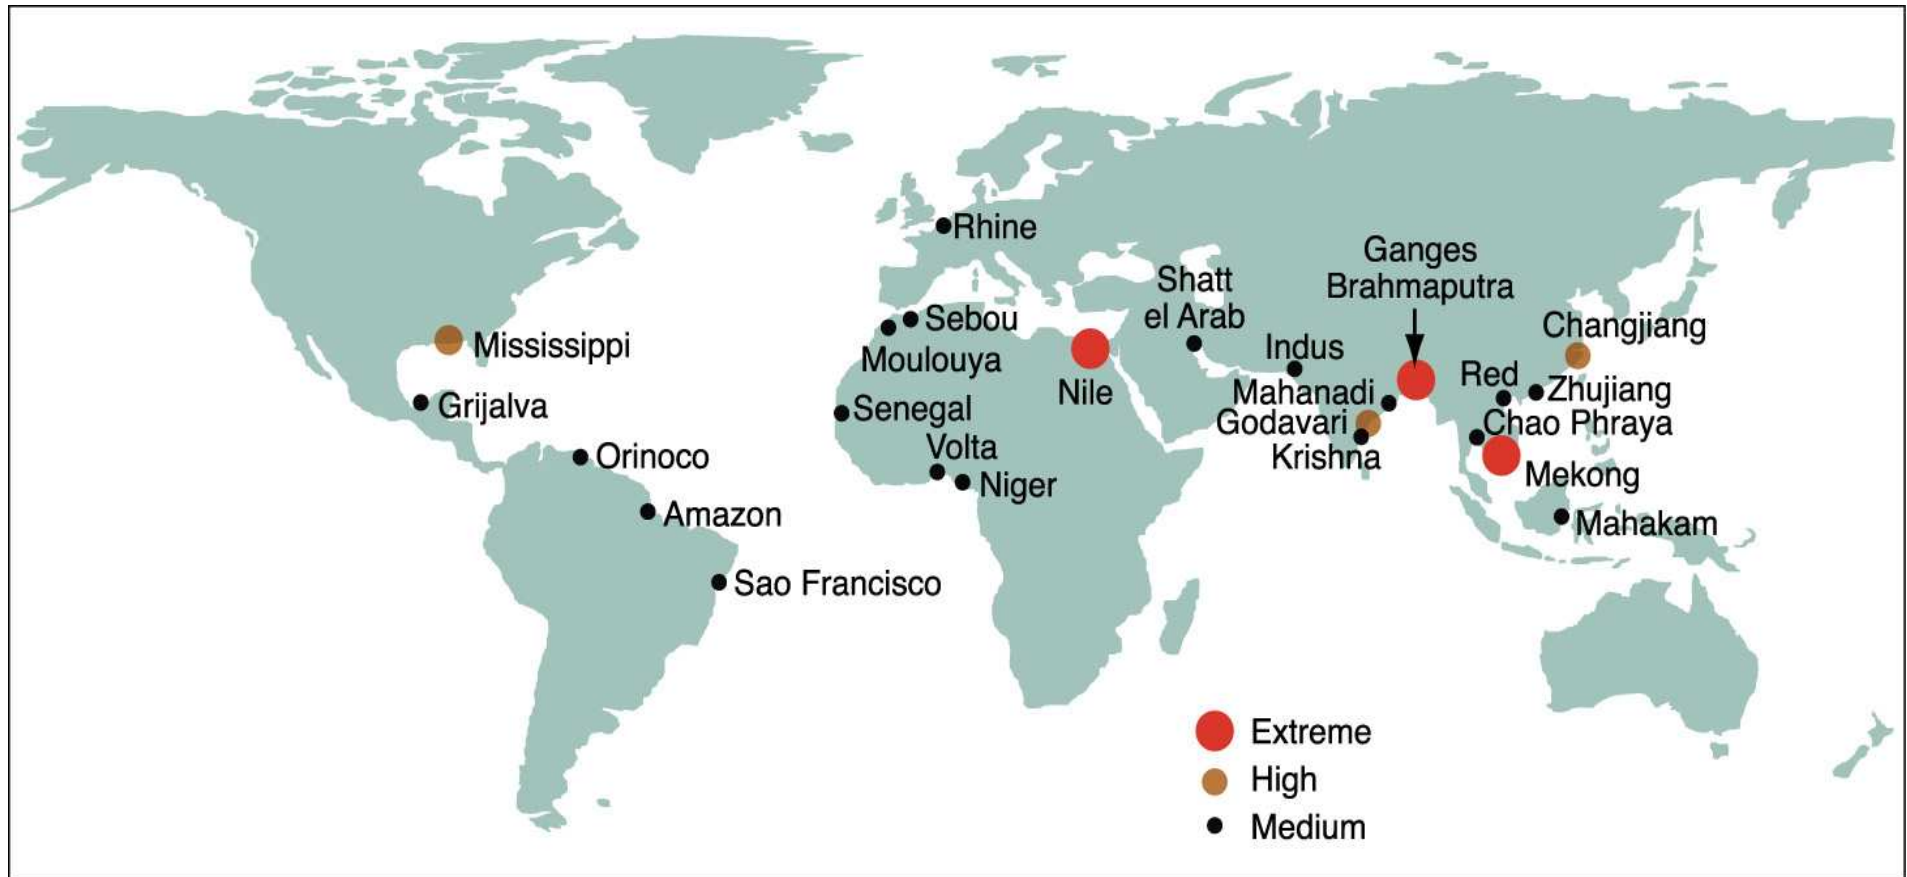 Rhine
Ganges
Brahmaputra
Shatt
el Arab
Changjiang
Sebou
Mississippi
Moulouya
Indus
Nile
Red
Mahanadi
Zhujiang
Grijalva
Senegal
Godavari
Chao Phraya
Volta
Krishna
Orinoco
Mekong
Niger
Amazon
Mahakam
Sao Francisco
Extreme
High
Medium